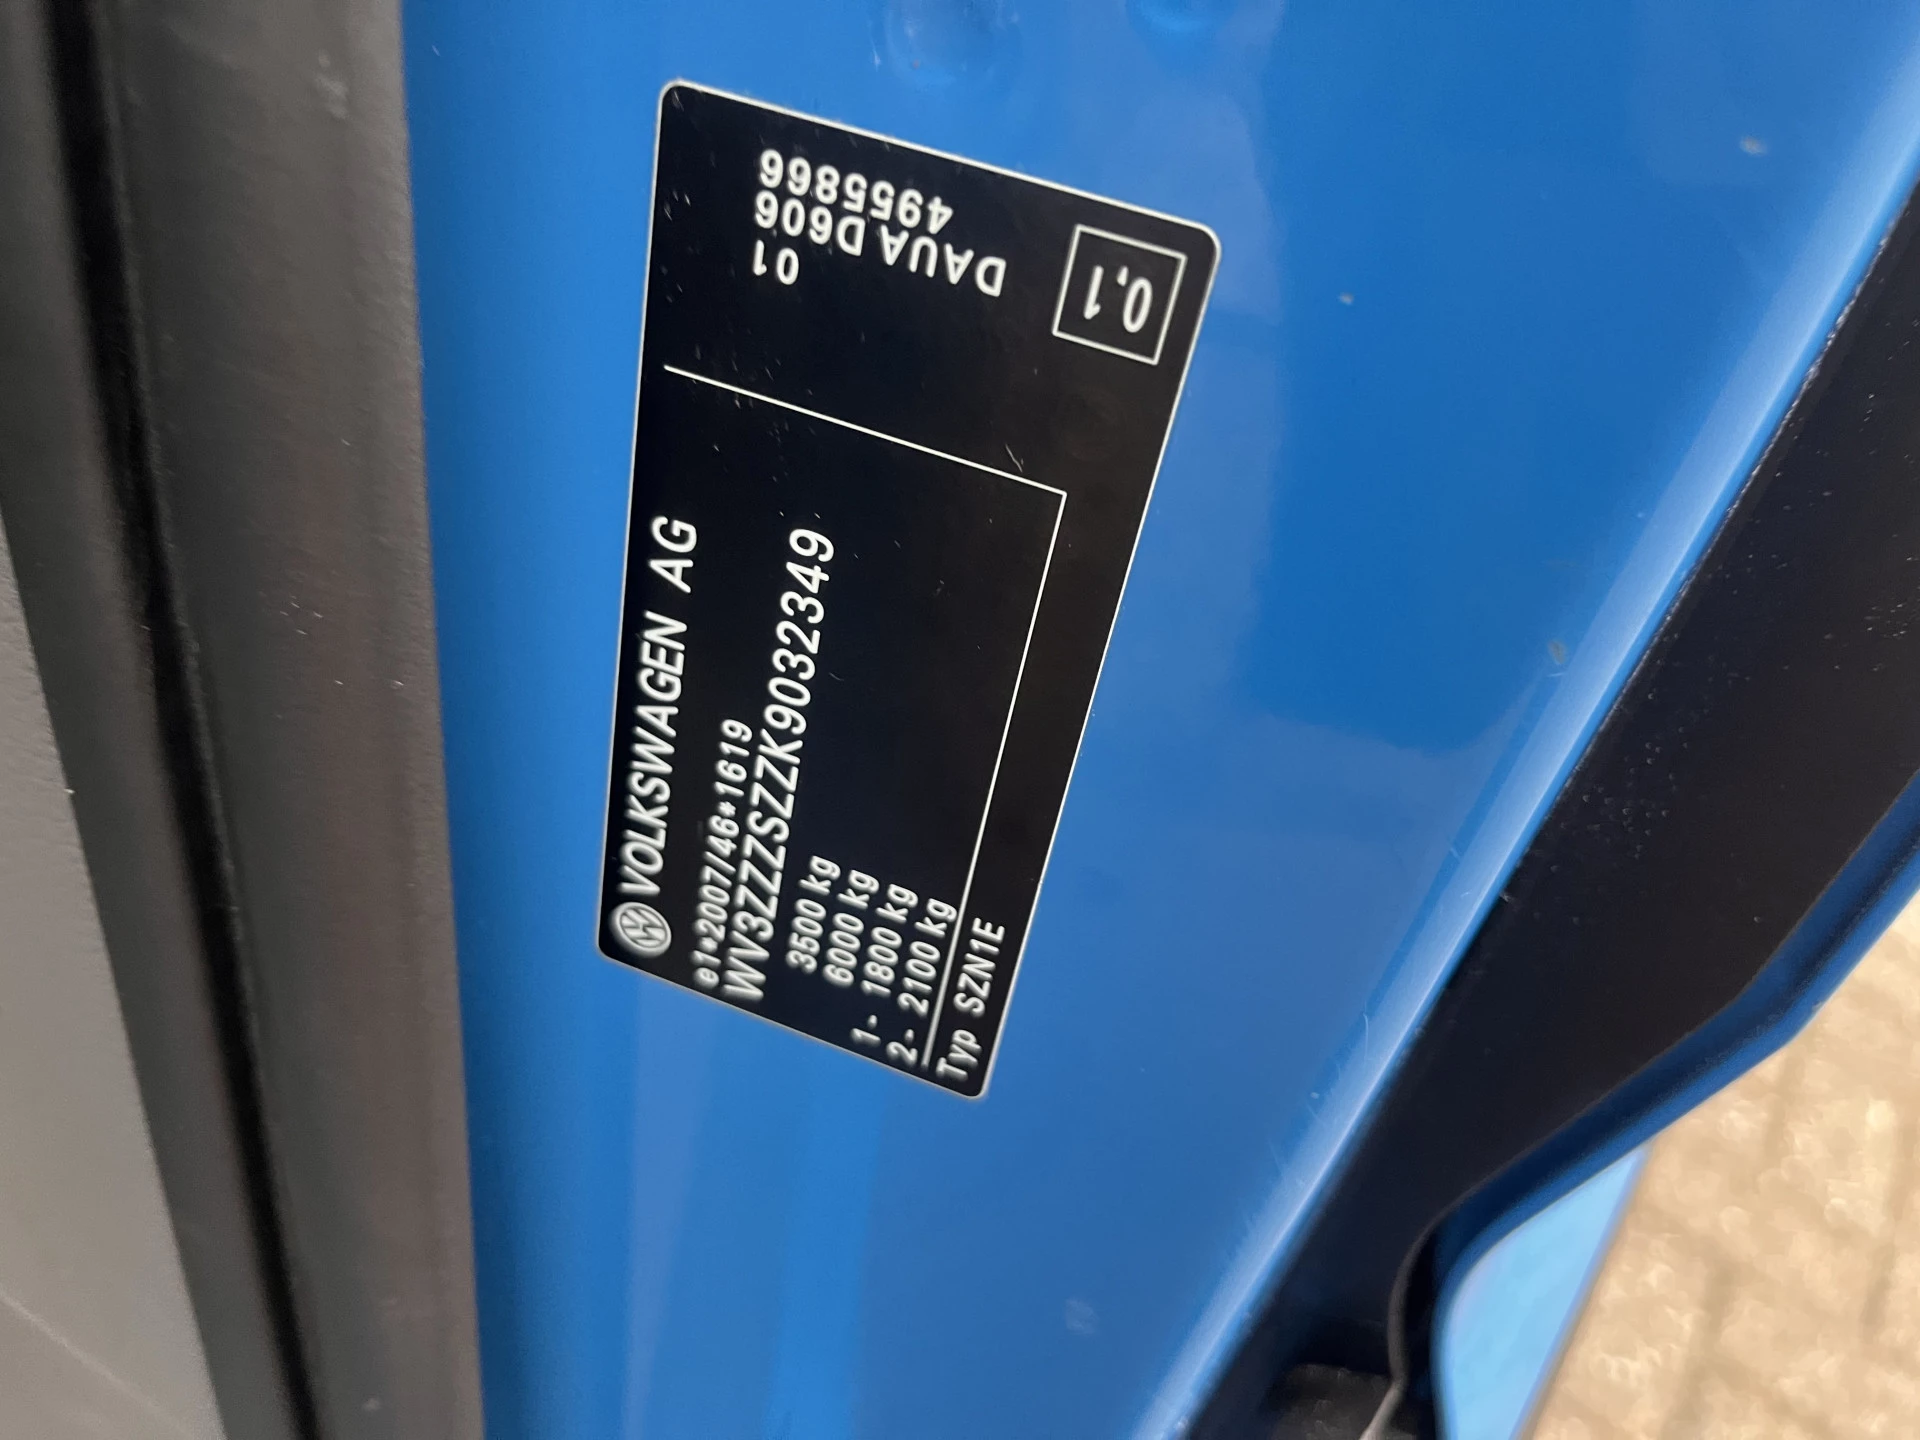 VOLKSWAGEN AG
e1*2007/46*1619
WV3ZZZSZZK9032349
3500 kg
6000 kg
1- 1800 kg
2- 2100 kg
Typ SZN1E
0,1
01
DAUA D606
4955866